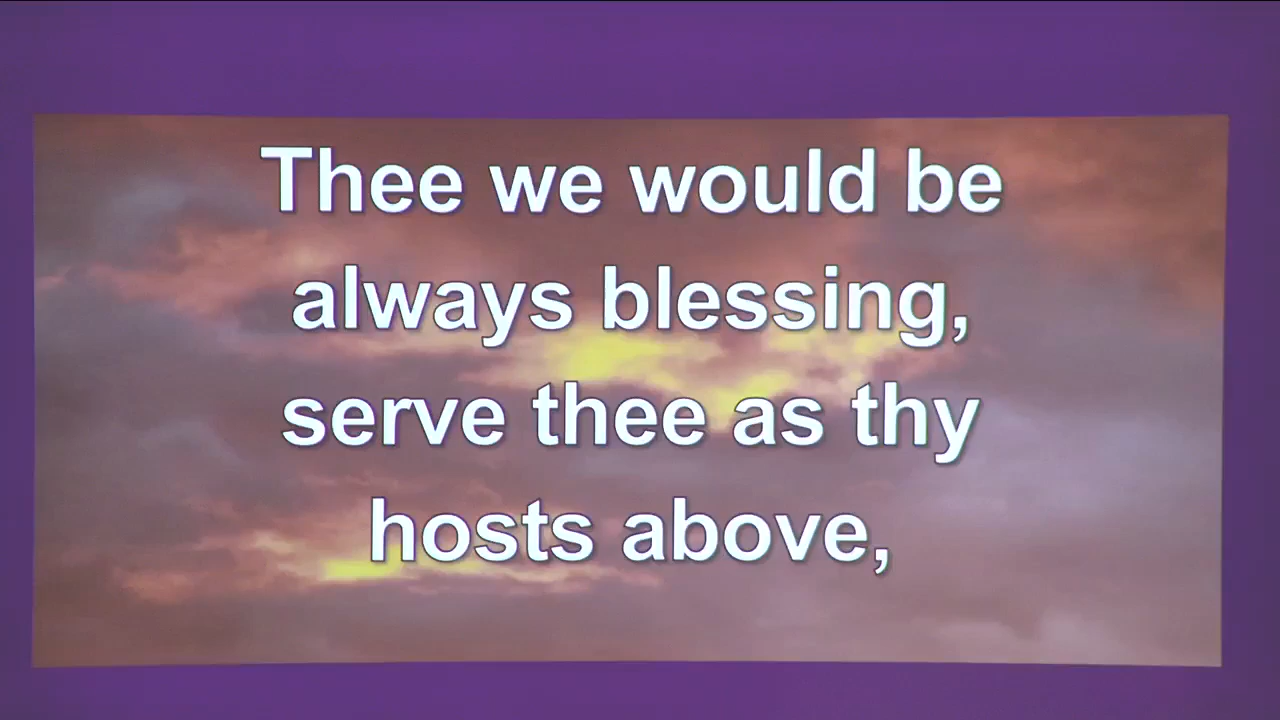 Thee we would be
always blessing,
serve thee as thy
hosts above,